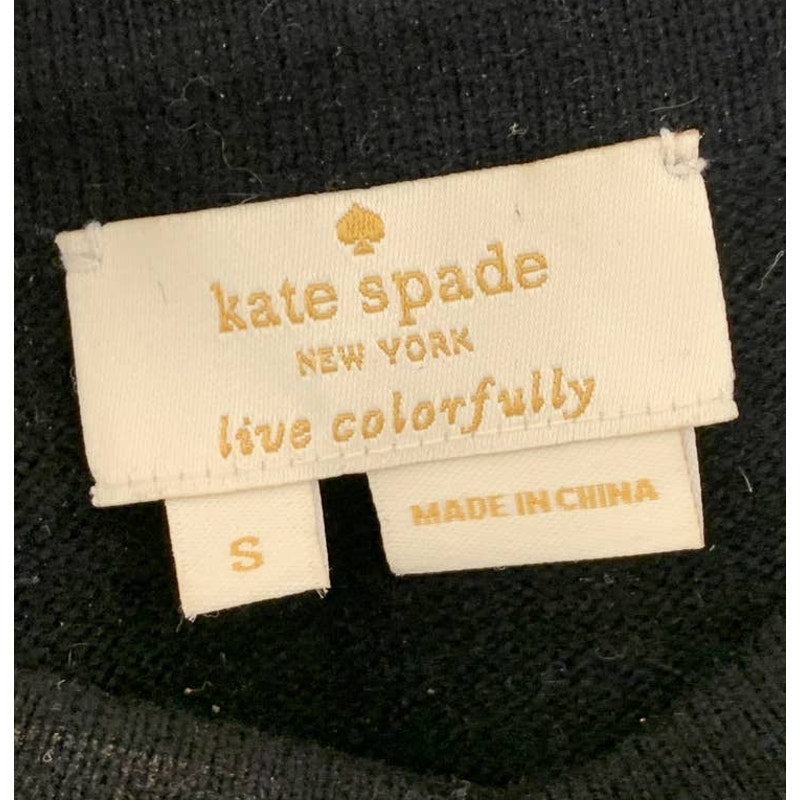 kate spade
NEW YORK
live colorfully
S
MADE IN CHINA